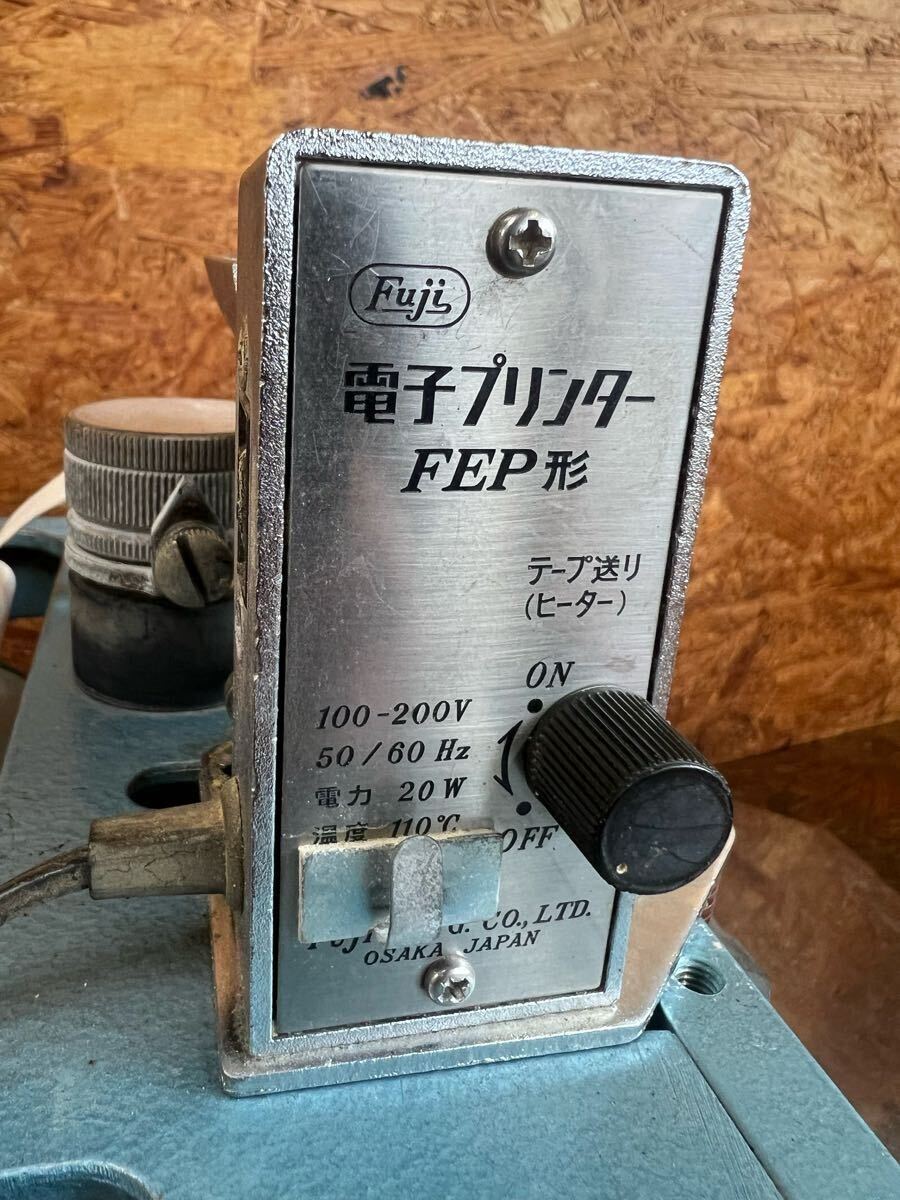 Fuji
電子プリンター
FEP形
テープ送り
(ヒーター)
ON
100-200V
50/60 Hz
電力 20W
温度 110℃
OFF
CO., LTD.
OSAKA JAPAN